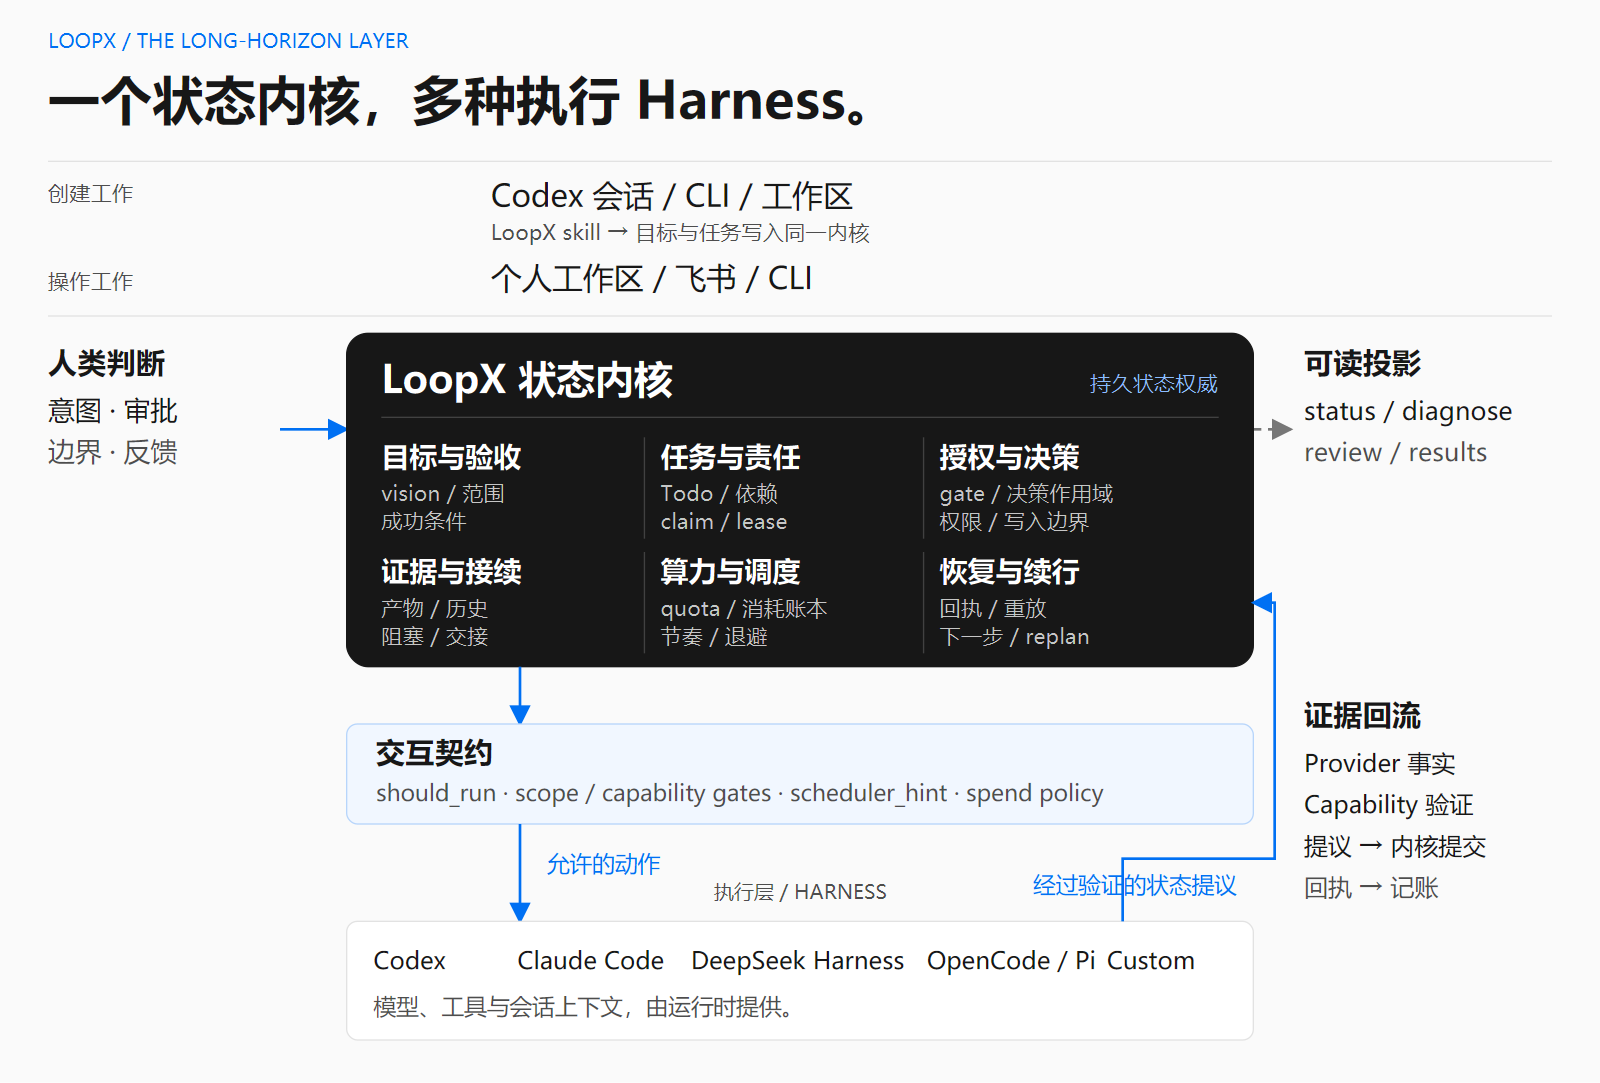 LOOPX / THE LONG-HORIZON LAYER
一个状态内核，多种执行 Harness。
创建工作
Codex 会话 / CLI / 工作区
LoopX skill → 目标与任务写入同一内核
操作工作
个人工作区 / 飞书 / CLI
人类判断
意图 · 审批
边界 · 反馈
LoopX 状态内核
持久状态权威
目标与验收
vision / 范围
成功条件
任务与责任
Todo / 依赖
claim / lease
授权与决策
gate / 决策作用域
权限 / 写入边界
证据与接续
产物 / 历史
阻塞 / 交接
算力与调度
quota / 消耗账本
节奏 / 退避
恢复与续行
回执 / 重放
下一步 / replan
可读投影
status / diagnose
review / results
交互契约
should_run · scope / capability gates · scheduler_hint · spend policy
允许的动作
执行层 / HARNESS
经过验证的状态提议
证据回流
Provider 事实
Capability 验证
提议 → 内核提交
回执 → 记账
Codex
Claude Code
DeepSeek Harness
OpenCode / Pi
Custom
模型、工具与会话上下文，由运行时提供。